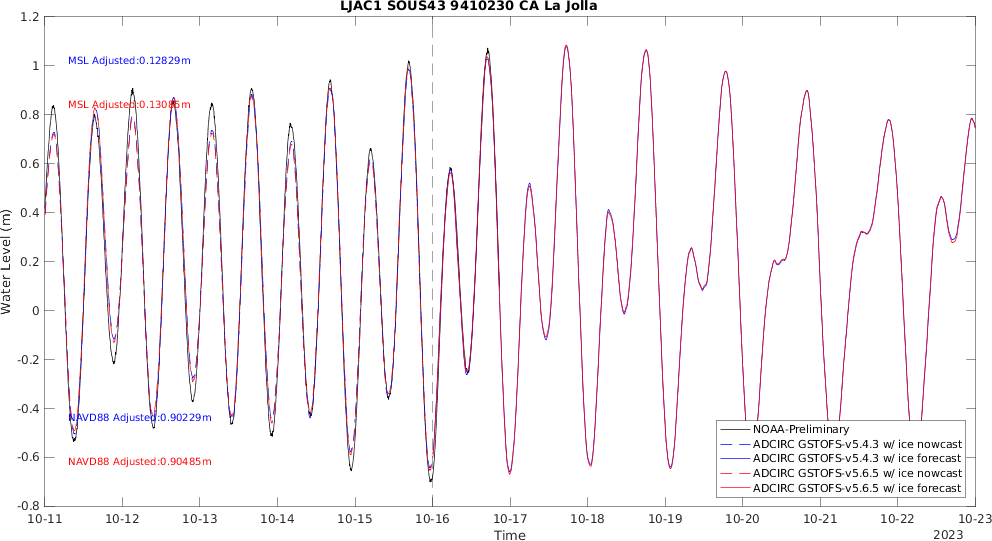 LJAC1 SOUS43 9410230 CA La Jolla
1.2
MSL Adjusted:0.12829m
1
MSL Adjusted:0.13085m
0.8
0.6
0.4
0.2
0
-0.2
-0.4
NAVD88 Adjusted:0.90229m
NAVD88 Adjusted:0.90485m
-0.6
-0.8
Water Level (m)
NOAA-Preliminary
ADCIRC GSTOFS-v5.4.3 w/ ice nowcast
ADCIRC GSTOFS-v5.4.3 w/ ice forecast
ADCIRC GSTOFS-v5.6.5 w/ ice nowcast
ADCIRC GSTOFS-v5.6.5 w/ ice forecast
10-11 10-12 10-13 10-14 10-15 10-16 10-17 10-18 10-19 10-20 10-21 10-22 10-23
Time
2023